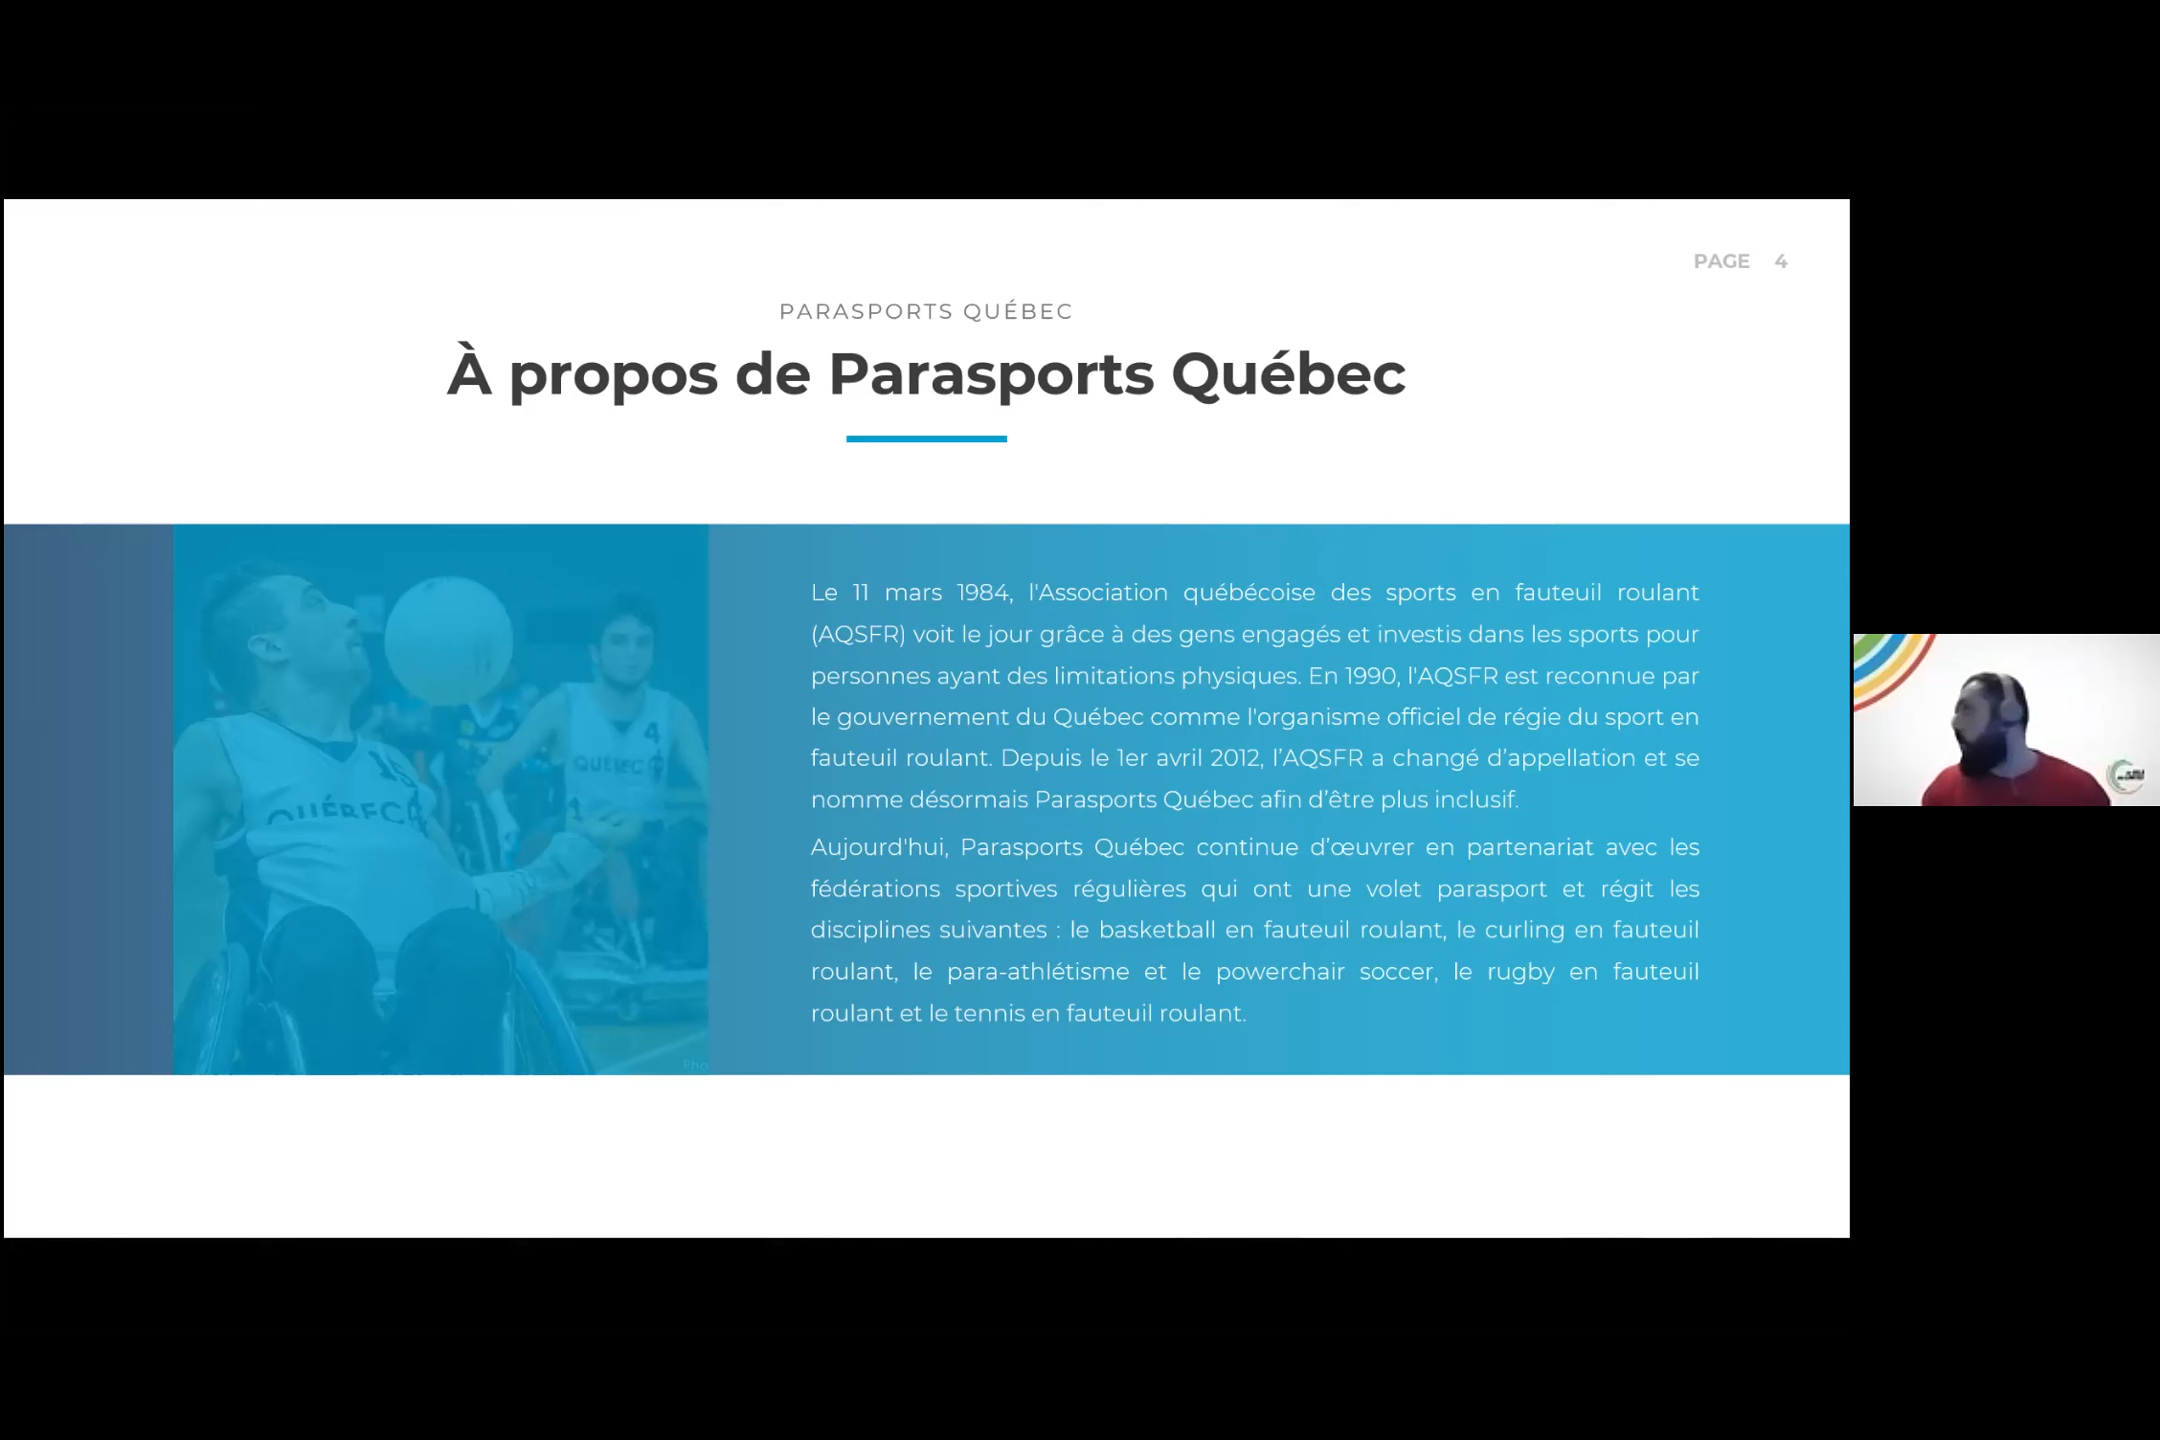 PAGE 4
PARASPORTS QUÉBEC
À propos de Parasports Québec
Le 11 mars 1984, l'Association québécoise des sports en fauteuil roulant
(AQSFR) voit le jour grâce à des gens engagés et investis dans les sports pour
personnes ayant des limitations physiques. En 1990, l'AQSFR est reconnue par
le gouvernement du Québec comme l'organisme officiel de régie du sport en
fauteuil roulant. Depuis le 1er avril 2012, l’AQSFR a changé d’appellation et se
nomme désormais Parasports Québec afin d’être plus inclusif.
Aujourd'hui, Parasports Québec continue d’œuvrer en partenariat avec les
fédérations sportives régulières qui ont une volet parasport et régit les
disciplines suivantes : le basketball en fauteuil roulant, le curling en fauteuil
roulant, le para-athlétisme et le powerchair soccer, le rugby en fauteuil
roulant et le tennis en fauteuil roulant.
15
QUÉBEC
4
QUÉBEC
Pho